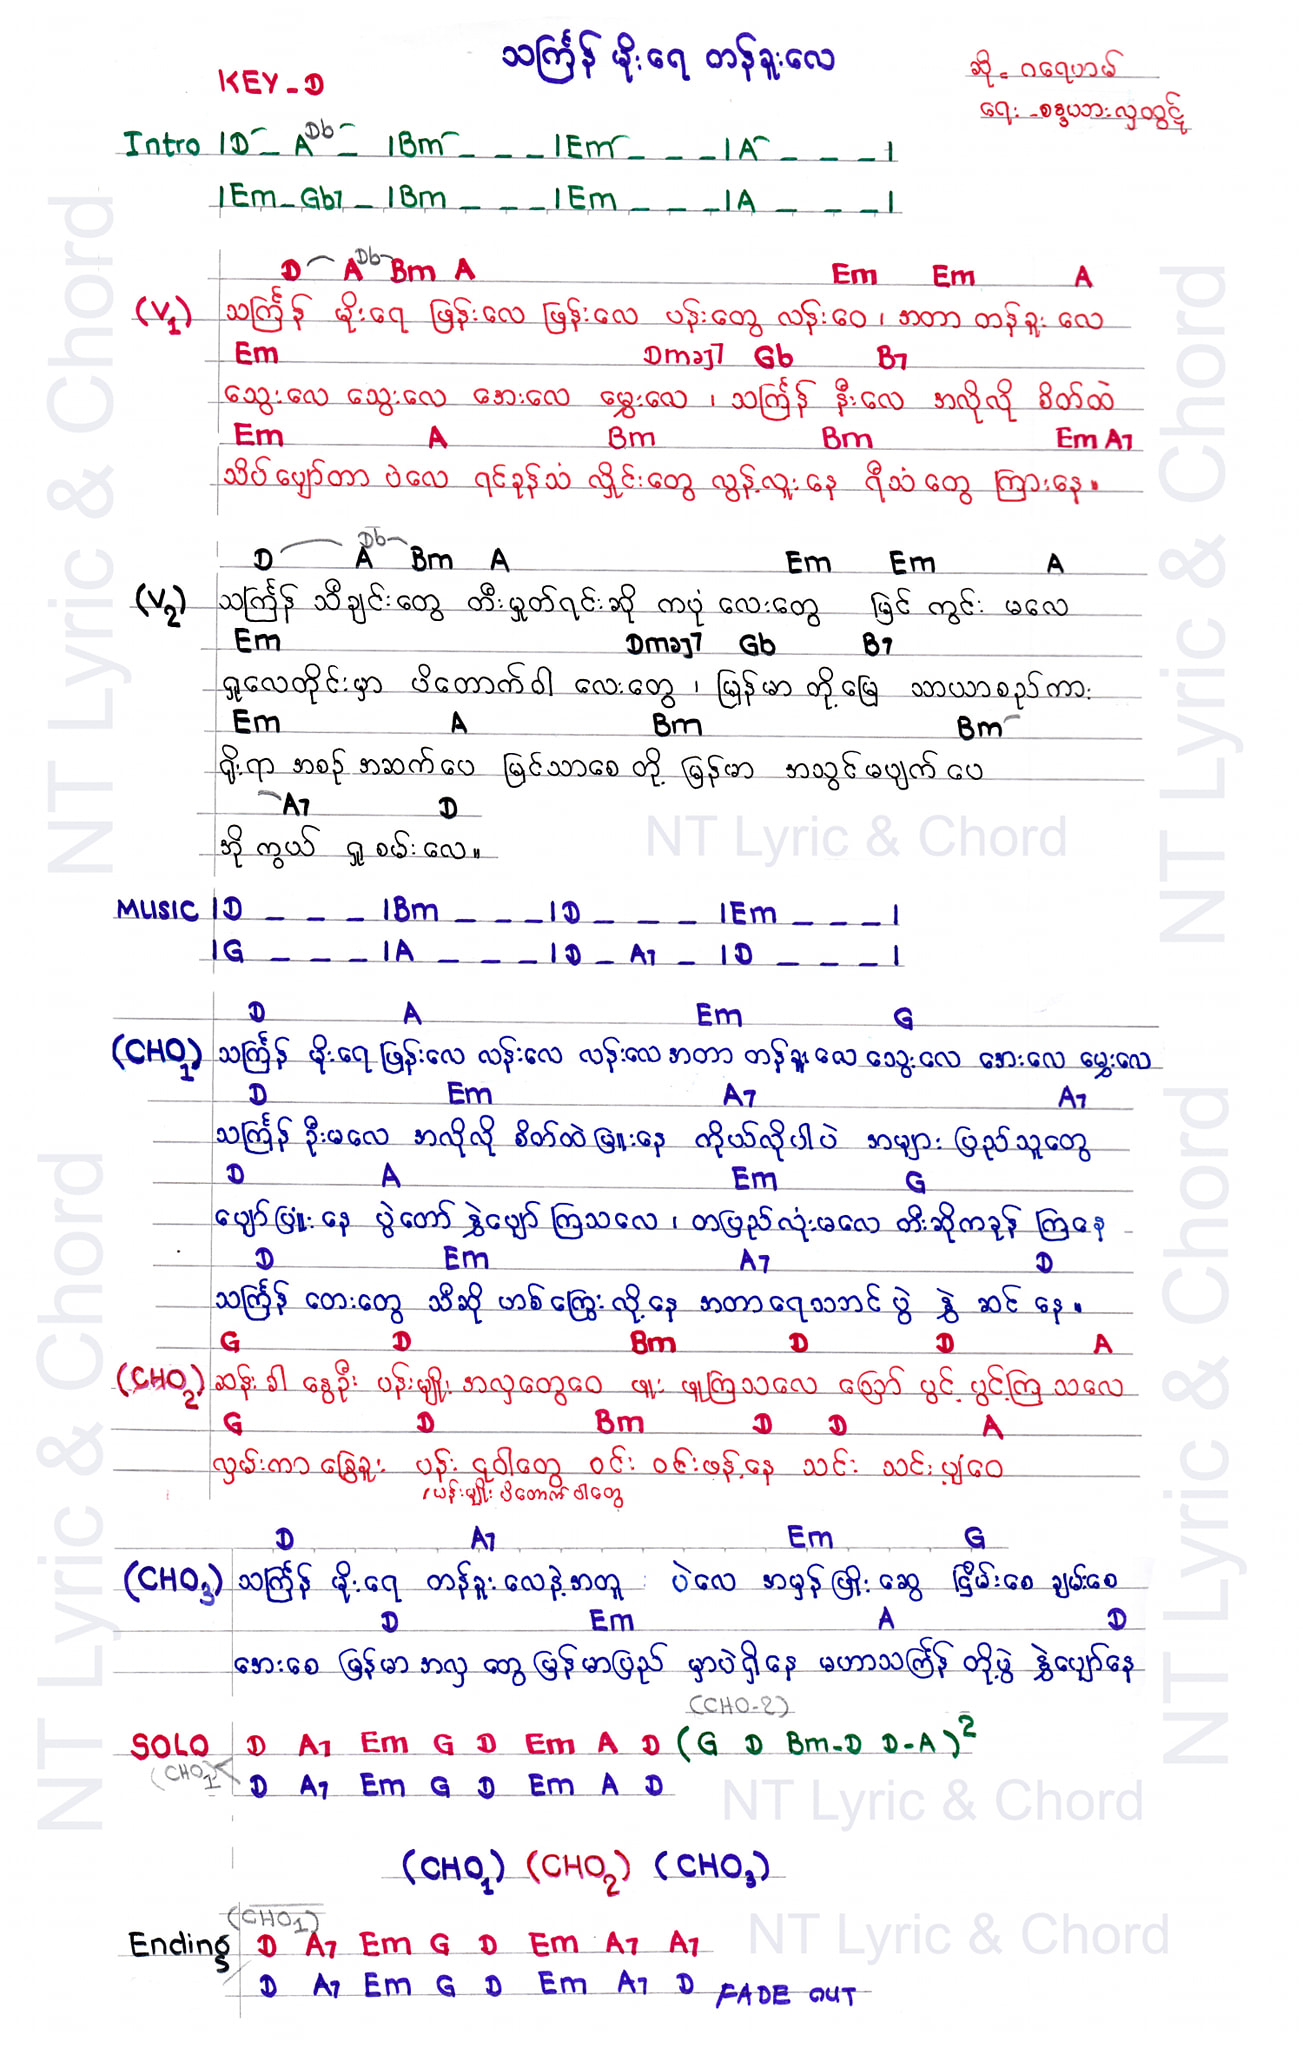 သင်္ကြန် မိုးရေ တန်ခူးလေ
KEY - D
ဆို - ဂရေဟမ်
ရေး -
Intro |D _ A Db _ |Bm _ _ _ |Em _ _ _ |A _ _ _ |
|Em _ Gb7 _ |Bm _ _ _ |Em _ _ _ |A _ _ _ |
D A Db Bm A Em Em A
(V1) သင်္ကြန် မိုးရေ ဖြန်းလေ ဖြန်းလေ ပန်းတွေ လန်းဝေ ၊ အတာ တန်ခူး လေ
Em Dmaj7 Gb B7
သွေးလေ သွေးလေ အေးလေ မွှေးလေ ၊ သင်္ကြန် နီးလေ အလိုလို စိတ်ထဲ
Em A Bm Bm Em A7
သိပ်ပျော်တာ ပဲလေ ရင်ခုန်သံ လှိုင်းတွေ လွန့်လူးနေ ရီသံတွေ ကြားနေ။
D A Db Bm A Em Em A
(V2) သင်္ကြန် သီချင်းတွေ တီးမှုတ်ရင်းဆို ကပုံ လေးတွေ မြင် ကွင်း မလေ
Em Dmaj7 Gb B7
ရှုလေတိုင်းမှာ ပိတောက်ဝါ လေးတွေ ၊ မြန်မာ တို့မြေ သာယာစည်ကား
Em A Bm Bm
ရိုးရာ အစဉ် အဆက်ပေ မြင်သာစေ တို့ မြန်မာ အသွင်မပျက် ပေ
A7 D
အို ကွယ် ရှု စမ်းလေ။
MUSIC |D _ _ _ |Bm _ _ _ |D _ _ _ |Em _ _ _ |
|G _ _ _ |A _ _ _ |D _ A7 _ |D _ _ _ |
D A Em G
(CHO1) သင်္ကြန် မိုးရေ ဖြန်းလေ လန်းလေ လန်းလေ အတာ တန်ခူး လေ သွေးလေ အေးလေ မွှေးလေ
D Em A7 A7
သင်္ကြန် ဦးမလေ အလိုလို စိတ်ထဲ မြူးနေ ကိုယ်လိုပါပဲ အများ ပြည်သူတွေ
D A Em G
ပျော်ပြုံး နေ ပွဲတော် နွှဲပျော် ကြသလေ ၊ တပြည်လုံးမလေ တီးဆိုကခုန် ကြနေ
D Em A7 D
သင်္ကြန် တေးတွေ သီဆို ဟစ်ကြွေး လို့နေ အတာရေသဘင် ပွဲ နွှဲ ဆင် နေ။
G D Bm D D A
(CHO2) ဆန်း ခါ နွေဦး ပန်းမျိုး အလှတွေဝေ ဖူး ဖူကြသလေ သြော် ပွင့် ပွင့်ကြ သလေ
G D Bm D D A
လှမ်းကာ ခြွေခူး ပန်း ဝါတွေ ဝင်း ဝင်းဖန့်နေ သင်း သင်းပျံ့ဝေ
၊ ပန်းမျိုး ပိတောက် ဝါတွေ
D A7 Em G
(CHO3) သင်္ကြန် မိုးရေ တန်ခူး လေနဲ့အတူ ပဲလေ အမှန် ဖြိုး ဆွေ ငြိမ်းစေ ချမ်းစေ
D Em A D
အေးစေ မြန်မာ အလှ တွေ မြန်မာပြည် မှာပဲရှိနေ မဟာသင်္ကြန် တို့ပွဲ နွှဲပျော်နေ
(CHO-2)
SOLO D A7 Em G D Em A D (G D Bm-D D-A)2
(CHO1) D A7 Em G D Em A D
(CHO1) (CHO2) (CHO3)
(CHO1)
Ending D A7 Em G D Em A7 A7
D A7 Em G D Em A7 D FADE OUT
NT Lyric & Chord
NT Lyric & Chord
NT Lyric & Chord
NT Lyric & Chord
NT Lyric & Chord
NT Lyric & Chord
NT Lyric & Chord